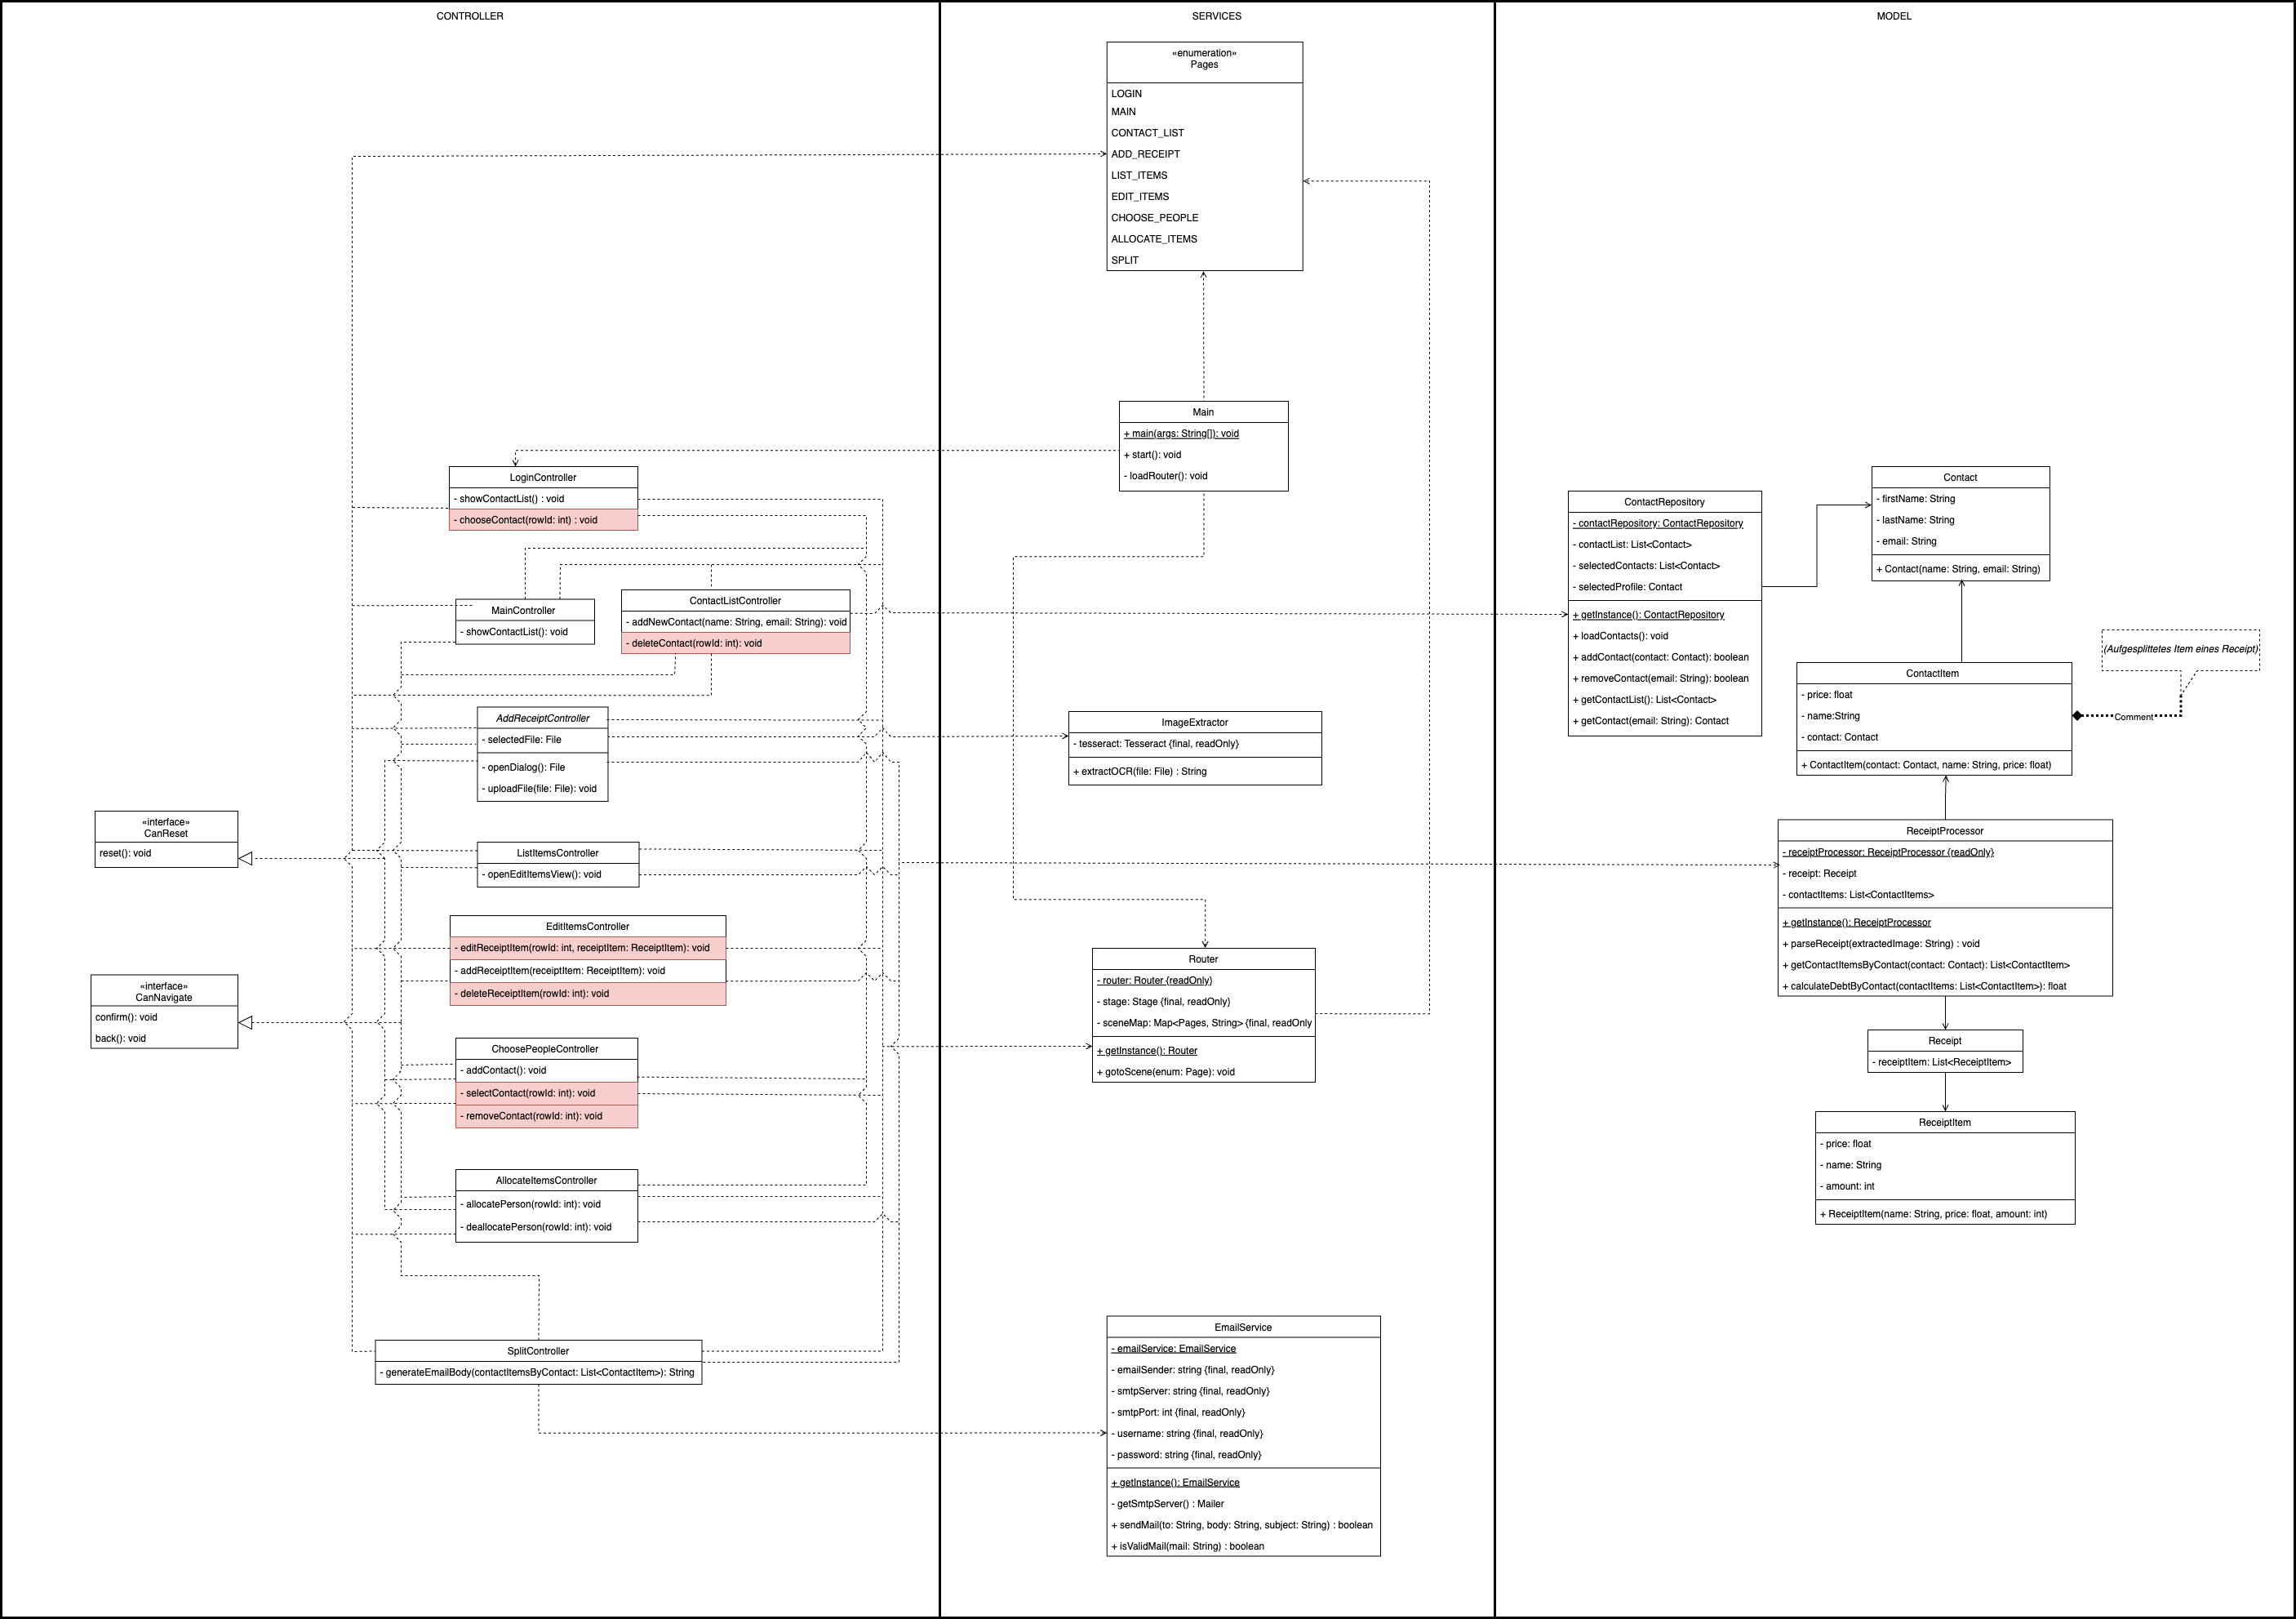 CONTROLLER
SERVICES
MODEL
«enumeration»
Pages
LOGIN
MAIN
CONTACT_LIST
ADD_RECEIPT
LIST_ITEMS
EDIT_ITEMS
CHOOSE_PEOPLE
ALLOCATE_ITEMS
SPLIT
Main
+ main(args: String[]): void
+ start(): void
- loadRouter(): void
LoginController
- showContactList() : void
- chooseContact(rowId: int) : void
MainController
- showContactList(): void
ContactListController
- addNewContact(name: String, email: String): void
- deleteContact(rowId: int): void
AddReceiptController
- selectedFile: File
- openDialog(): File
- uploadFile(file: File): void
«interface»
CanReset
reset(): void
ListItemsController
- openEditItemsView(): void
EditItemsController
- editReceiptItem(rowId: int, receiptItem: ReceiptItem): void
- addReceiptItem(receiptItem: ReceiptItem): void
- deleteReceiptItem(rowId: int): void
«interface»
CanNavigate
confirm(): void
back(): void
ChoosePeopleController
- addContact(): void
- selectContact(rowId: int): void
- removeContact(rowId: int): void
AllocateItemsController
- allocatePerson(rowId: int): void
- deallocatePerson(rowId: int): void
SplitController
- generateEmailBody(contactItemsByContact: List<ContactItem>): String
ImageExtractor
- tesseract: Tesseract {final, readOnly}
+ extractOCR(file: File) : String
Router
- router: Router {readOnly}
- stage: Stage {final, readOnly}
- sceneMap: Map<Pages, String> {final, readOnly
+ getInstance(): Router
+ gotoScene(enum: Page): void
EmailService
- emailService: EmailService
- emailSender: string {final, readOnly}
- smtpServer: string {final, readOnly}
- smtpPort: int {final, readOnly}
- username: string {final, readOnly}
- password: string {final, readOnly}
+ getInstance(): EmailService
- getSmtpServer() : Mailer
+ sendMail(to: String, body: String, subject: String) : boolean
+ isValidMail(mail: String) : boolean
ContactRepository
- contactRepository: ContactRepository
- contactList: List<Contact>
- selectedContacts: List<Contact>
- selectedProfile: Contact
+ getInstance(): ContactRepository
+ loadContacts(): void
+ addContact(contact: Contact): boolean
+ removeContact(email: String): boolean
+ getContactList(): List<Contact>
+ getContact(email: String): Contact
Contact
- firstName: String
- lastName: String
- email: String
+ Contact(name: String, email: String)
(Aufgesplittetes Item eines Receipt)
Comment
ContactItem
- price: float
- name:String
- contact: Contact
+ ContactItem(contact: Contact, name: String, price: float)
ReceiptProcessor
- receiptProcessor: ReceiptProcessor {readOnly}
- receipt: Receipt
- contactItems: List<ContactItems>
+ getInstance(): ReceiptProcessor
+ parseReceipt(extractedImage: String) : void
+ getContactItemsByContact(contact: Contact): List<ContactItem>
+ calculateDebtByContact(contactItems: List<ContactItem>): float
Receipt
- receiptItem: List<ReceiptItem>
ReceiptItem
- price: float
- name: String
- amount: int
+ ReceiptItem(name: String, price: float, amount: int)